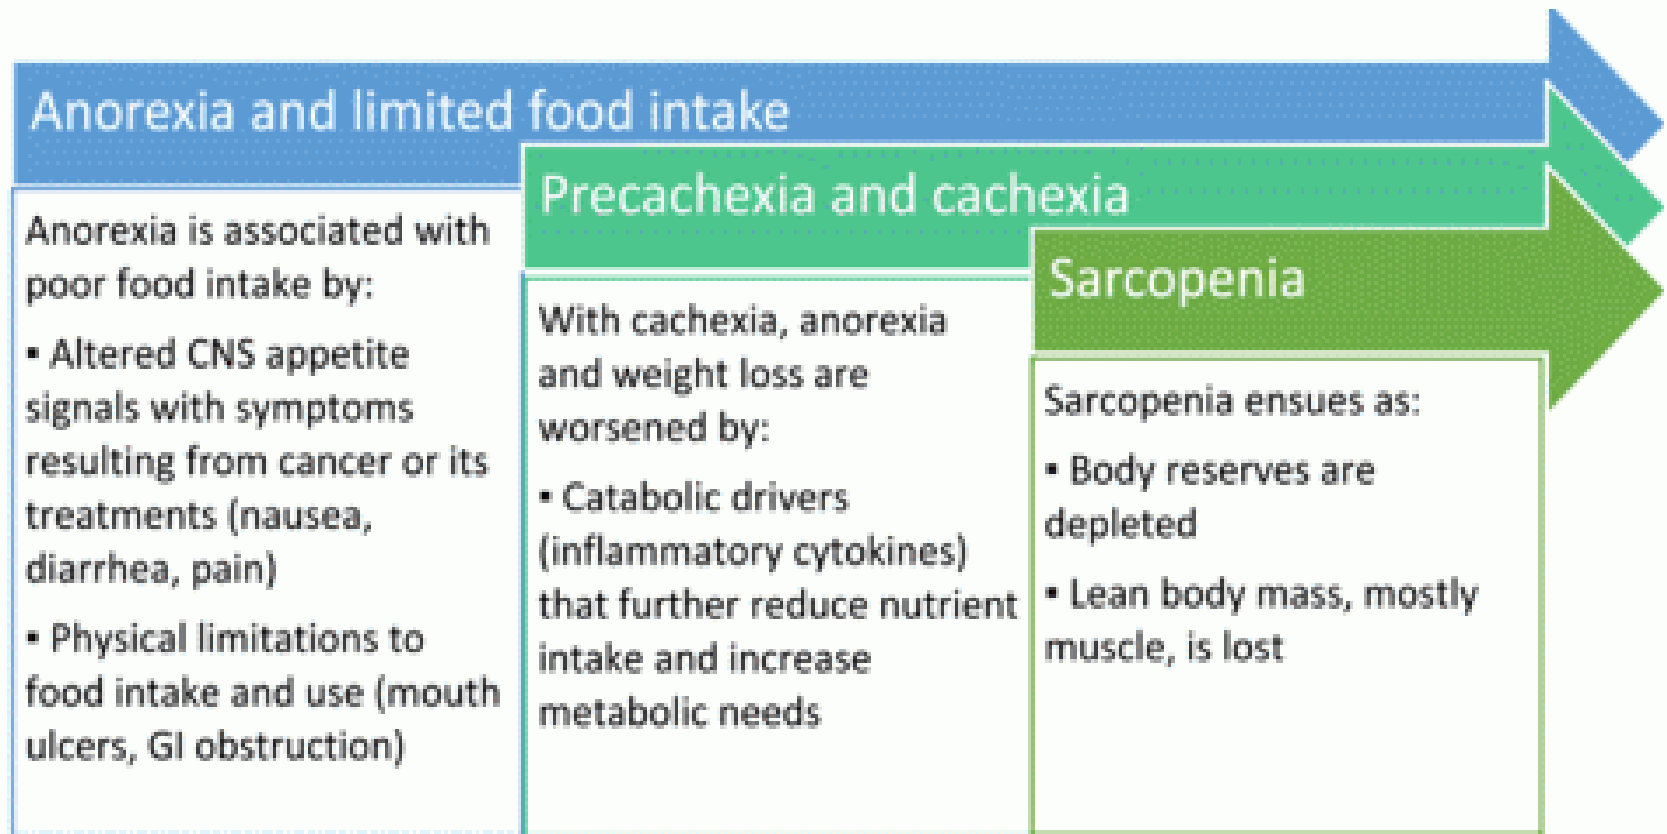 Anorexia and limited food intake
Anorexia is associated with
poor food intake by:
▪ Altered CNS appetite
signals with symptoms
resulting from cancer or its
treatments (nausea,
diarrhea, pain)
▪ Physical limitations to
food intake and use (mouth
ulcers, GI obstruction)
Precachexia and cachexia
With cachexia, anorexia
and weight loss are
worsened by:
▪ Catabolic drivers
(inflammatory cytokines)
that further reduce nutrient
intake and increase
metabolic needs
Sarcopenia
Sarcopenia ensues as:
▪ Body reserves are
depleted
▪ Lean body mass, mostly
muscle, is lost